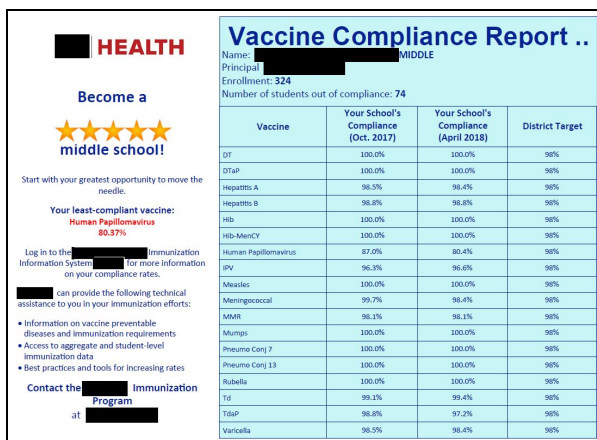 HEALTH
Become a
middle school!
Start with your greatest opportunity to move the
needle.
Your least-compliant vaccine:
Human Papillomavirus
80.37%
Log in to the Immunization
Information System for more information
on your compliance rates.
can provide the following technical
assistance to you in your immunization efforts:
• Information on vaccine preventable
diseases and immunization requirements
• Access to aggregate and student-level
immunization data
• Best practices and tools for increasing rates
Contact the Immunization
Program
at
Vaccine Compliance Report ..
Name: MIDDLE
Principal
Enrollment: 324
Number of students out of compliance: 74
Vaccine Your School's Compliance (Oct. 2017) Your School's Compliance (April 2018) District Target
DT 100.0% 100.0% 98%
DTaP 100.0% 100.0% 98%
Hepatitis A 98.5% 98.4% 98%
Hepatitis B 98.8% 98.8% 98%
Hib 100.0% 100.0% 98%
Hib-MenCY 100.0% 100.0% 98%
Human Papillomavirus 87.0% 80.4% 98%
IPV 96.3% 96.6% 98%
Measles 100.0% 100.0% 98%
Meningococcal 99.7% 98.4% 98%
MMR 98.1% 98.1% 98%
Mumps 100.0% 100.0% 98%
Pneumo Conj 7 100.0% 100.0% 98%
Pneumo Conj 13 100.0% 100.0% 98%
Rubella 100.0% 100.0% 98%
Td 99.1% 99.4% 98%
TdaP 98.8% 97.2% 98%
Varicella 98.5% 98.4% 98%